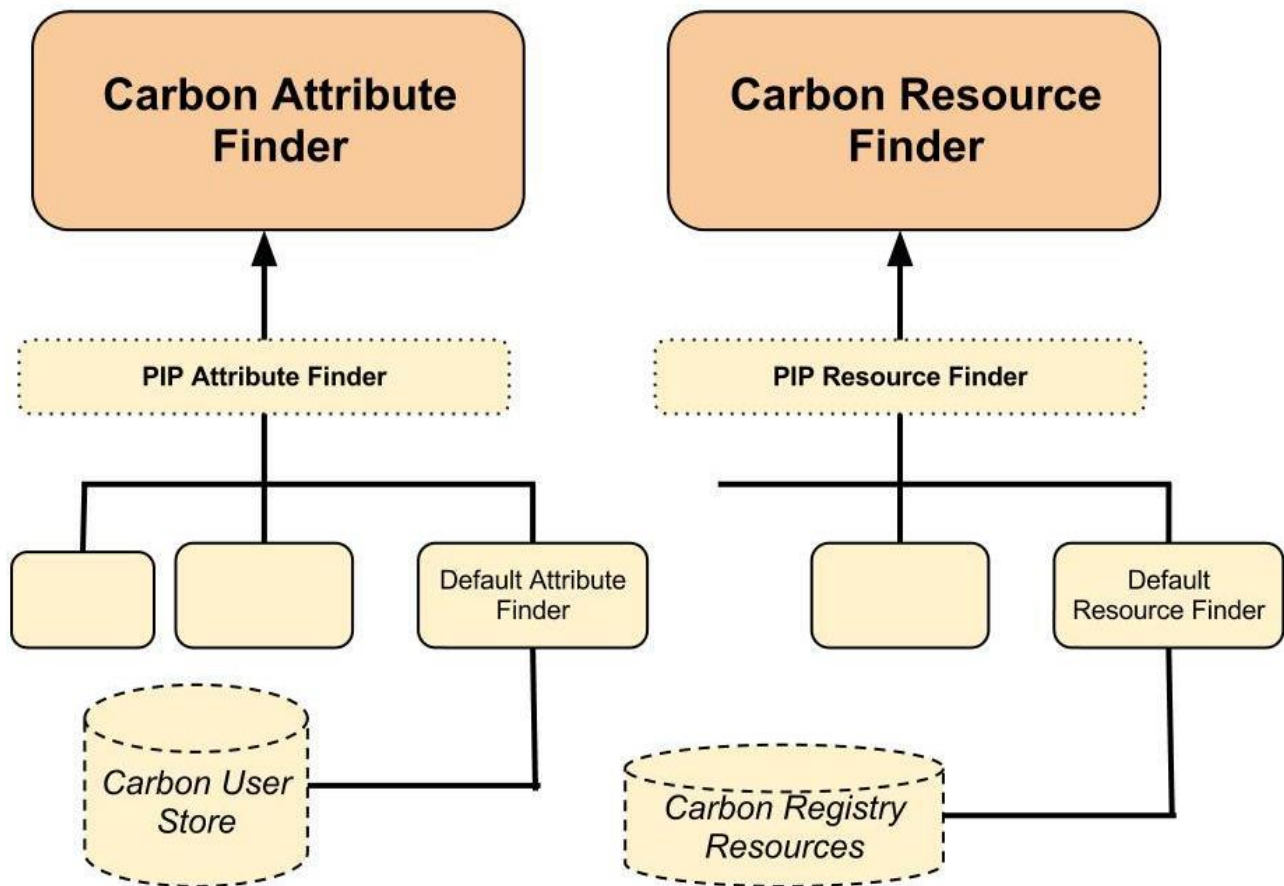 Carbon Attribute
Finder
Carbon Resource
Finder
PIP Attribute Finder
PIP Resource Finder
Default Attribute
Finder
Default
Resource Finder
Carbon User
Store
Carbon Registry
Resources